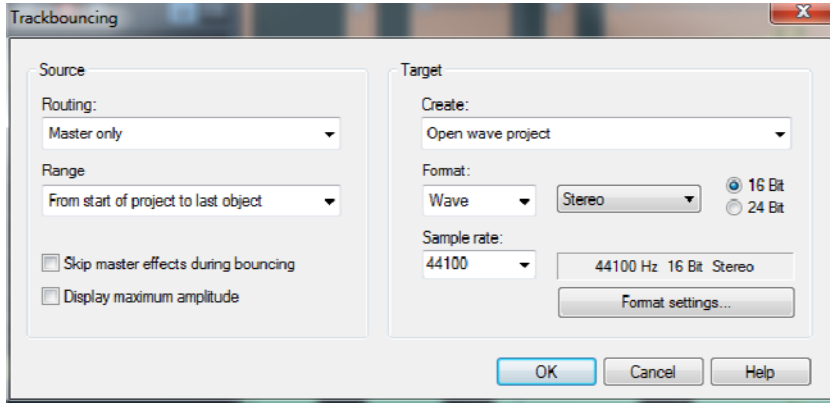 Trackbouncing
Source
Routing:
Master only
Range
From start of project to last object
Skip master effects during bouncing
Display maximum amplitude
Target
Create:
Open wave project
Format:
Wave
Stereo
16 Bit
24 Bit
Sample rate:
44100
44100 Hz 16 Bit Stereo
Format settings...
OK
Cancel
Help